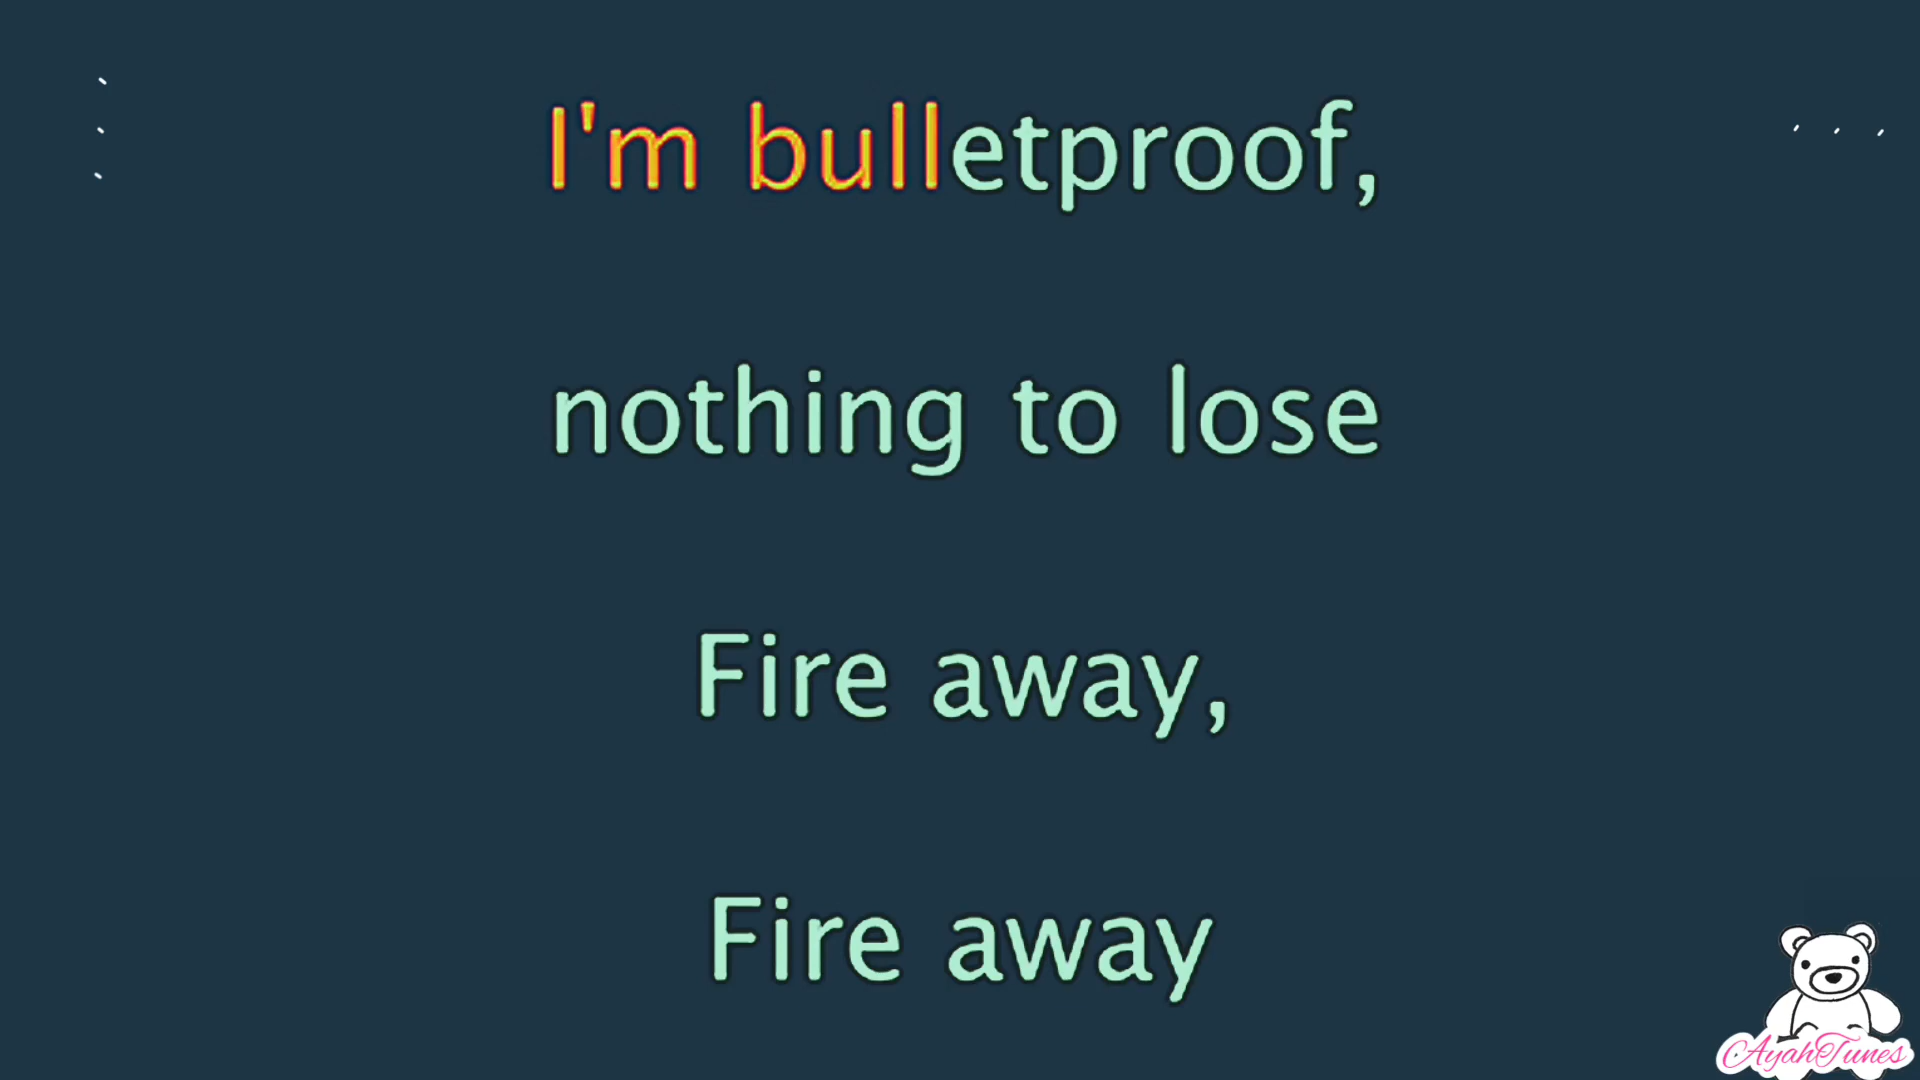 I'm bulletproof,
nothing to lose
Fire away,
Fire away
AyahTunes